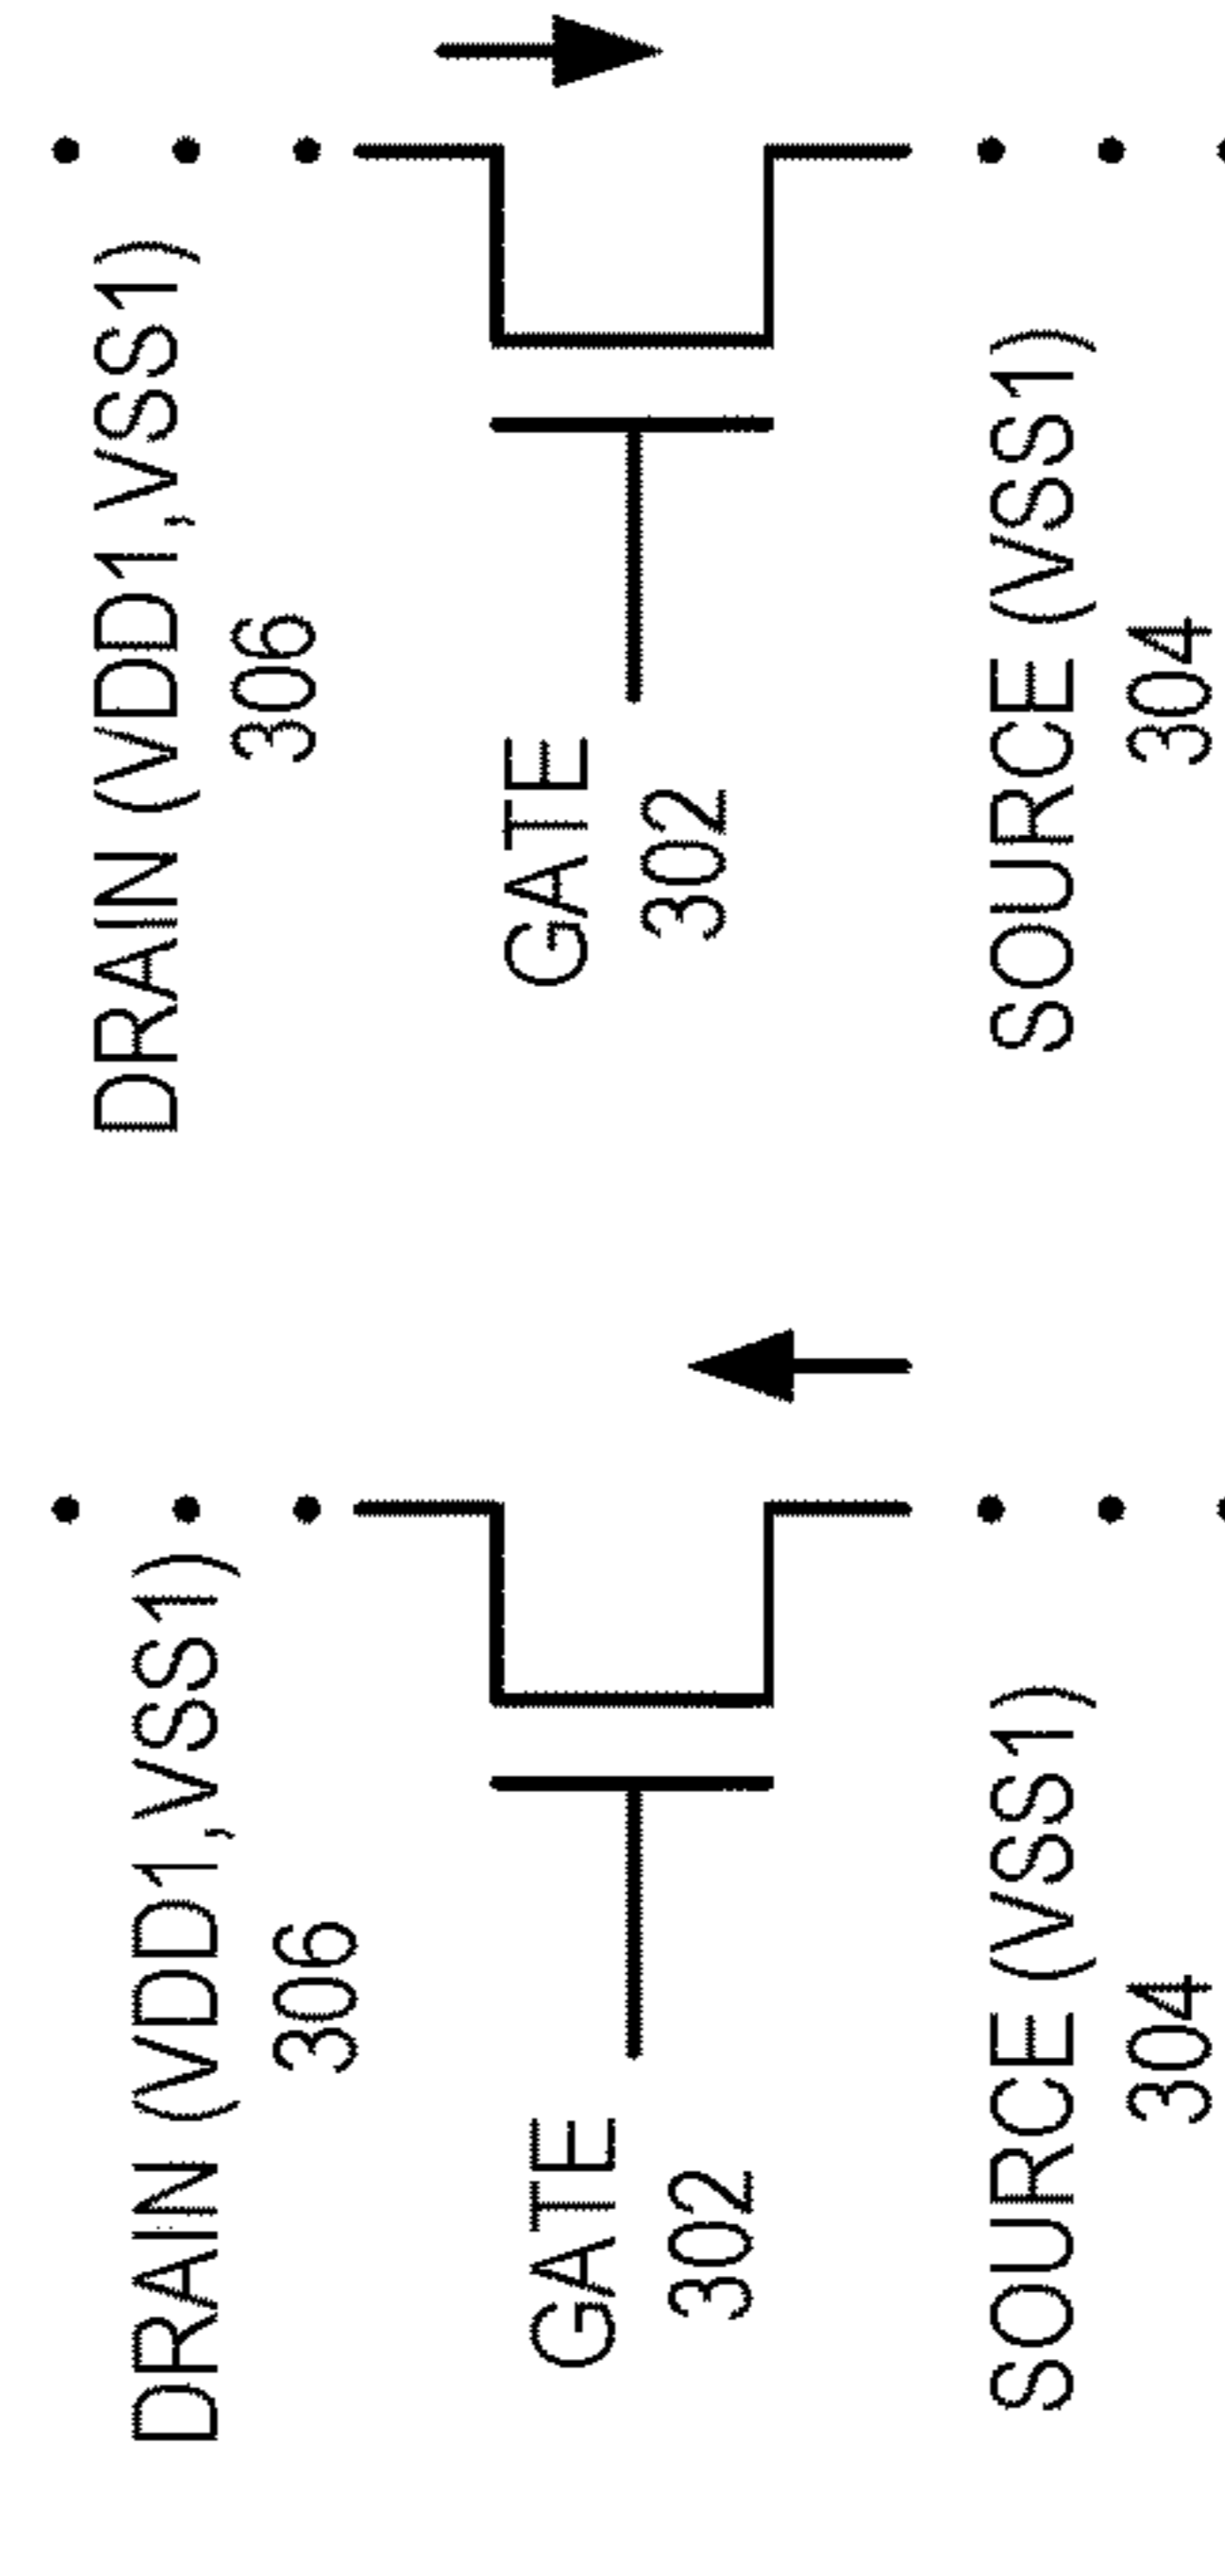 DRAIN (VDD1,VSS1)
306
GATE
302
SOURCE (VSS1)
304
DRAIN (VDD1,VSS1)
306
GATE
302
SOURCE (VSS1)
304